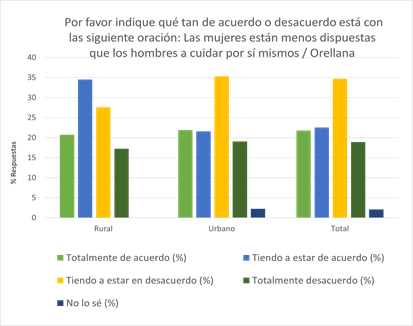 Por favor indique qué tan de acuerdo o desacuerdo está con
las siguiente oración: Las mujeres están menos dispuestas
que los hombres a cuidar por sí mismos / Orellana
40
35
30
25
20
15
10
5
0
% Respuestas
Rural
Urbano
Total
Totalmente de acuerdo (%)
Tiendo a estar de acuerdo (%)
Tiendo a estar en desacuerdo (%)
Totalmente desacuerdo (%)
No lo sé (%)